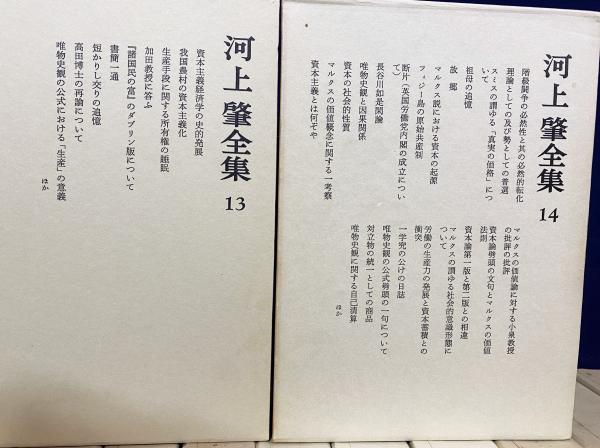 河上肇全集
13
資本主義経済学の史的発展
我国農村の資本主義化
生産手段に関する所有権の睡眠
加田教授に答ふ
『諸国民の富』のダブリン版について
書簡一通
短かりし交りの追憶
高田博士の再論について
唯物史観の公式における「生産」の意義
ほか
河上肇全集
14
階級闘争の必然性と其の必然的転化
理論としての及び勢としての普選
スミスの謂ゆる「真実の価格」につ
いて
祖母の追憶
故郷
マルクス説における資本の起源
フィジー島の原始共産制
断片(英国労働党内閣の成立につい
て)
長谷川如是閑論
唯物史観と因果関係
資本の社会的性質
マルクスの価値概念に関する一考察
資本主義とは何ぞや
マルクスの価値論に対する小泉教授
の批評の批評
資本論劈頭の文句とマルクスの価値
法則
資本論第一版と第二版との相違
マルクスの謂ゆる社会的意識形態に
ついて
労働の生産力の発展と資本蓄積との
衝突
一学究の公けの日誌
唯物史観の公式劈頭の一句について
対立物の統一としての商品
唯物史観に関する自己清算
ほか